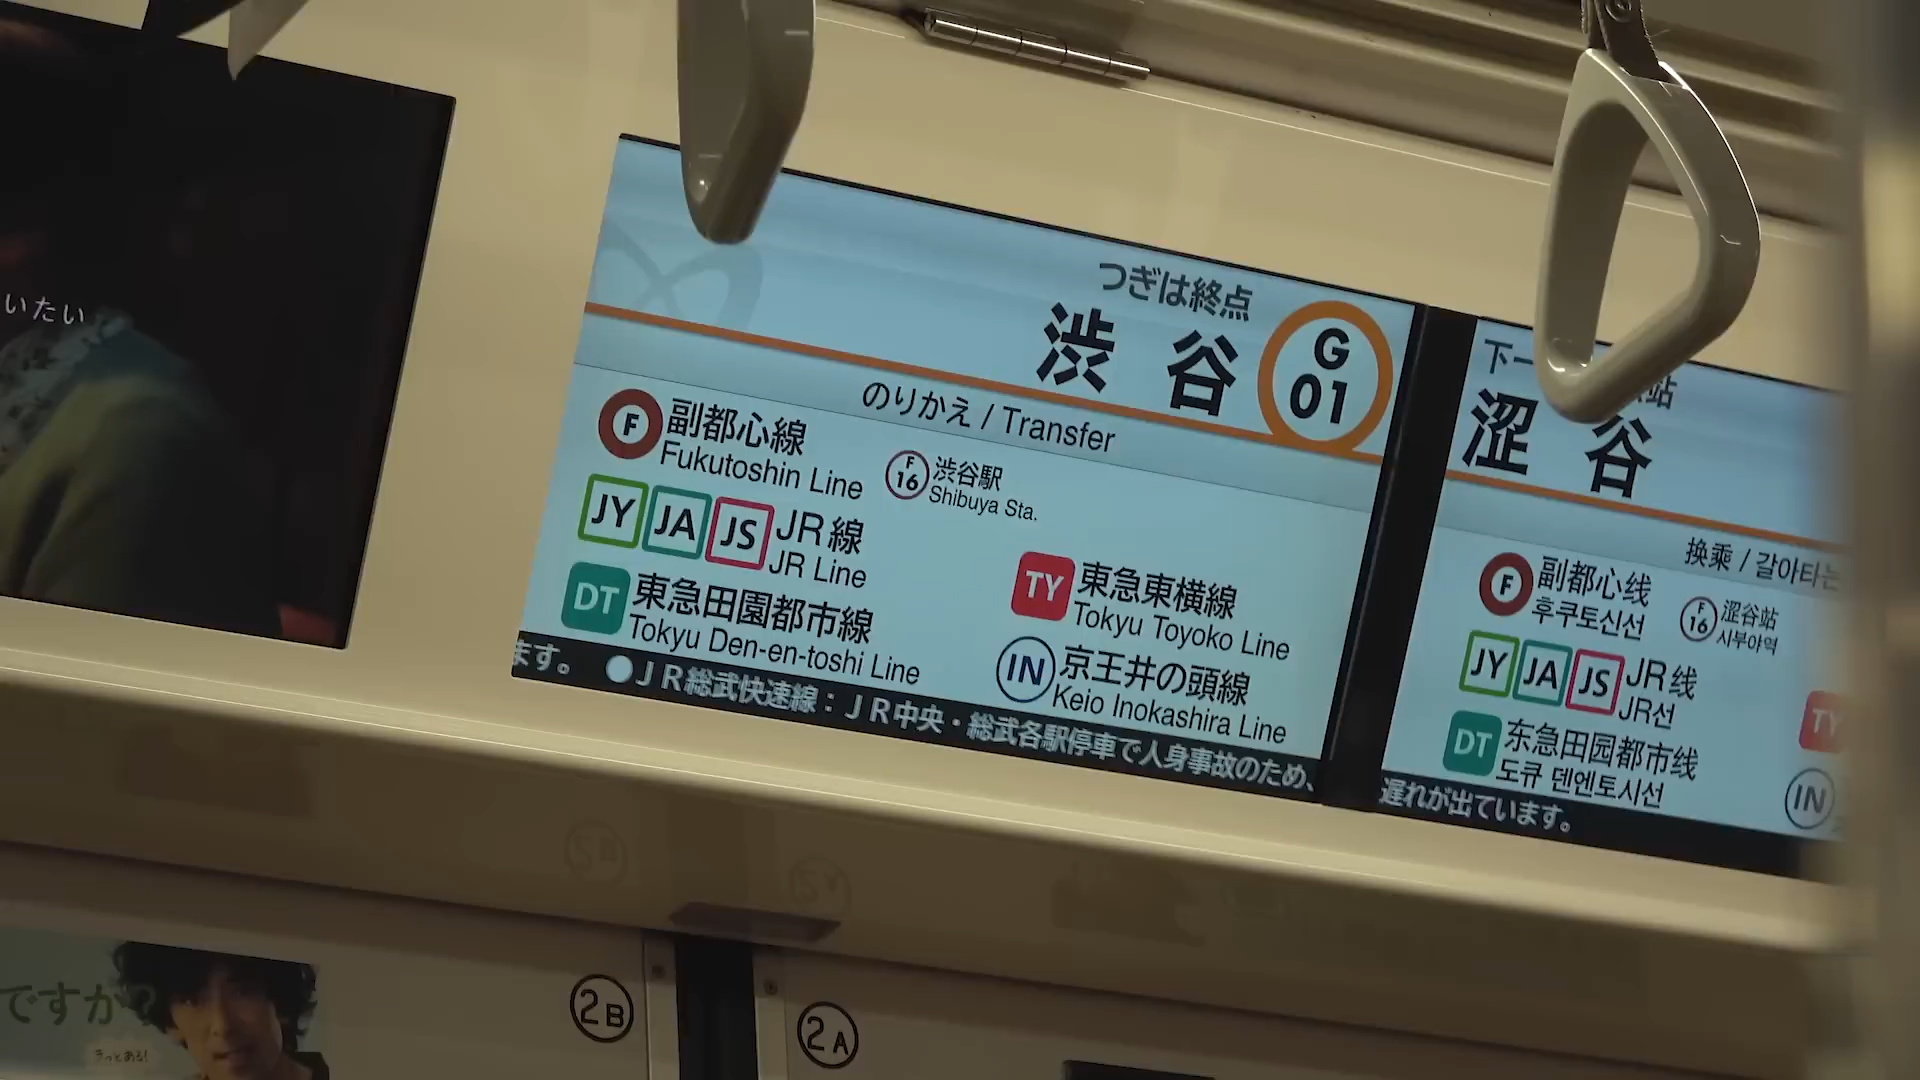 いたい
つぎは終点
渋谷
G
01
のりかえ / Transfer
F 副都心線
Fukutoshin Line
F
16
渋谷駅
Shibuya Sta.
JY JA JS JR線
JR Line
DT 東急田園都市線
Tokyu Den-en-toshi Line
TY 東急東横線
Tokyu Toyoko Line
IN 京王井の頭線
Keio Inokashira Line
ます。 ●JR総武快速線:JR中央・総武各駅停車で人身事故のため、
下一
站
涩谷
换乘 / 갈아타는
F 副都心线
후쿠토신선
F
16
涩谷站
시부야역
JY JA JS JR线
JR선
DT 东急田园都市线
도큐 덴엔토시선
TY
IN
遅れが出ています。
ですか?
2B
2A